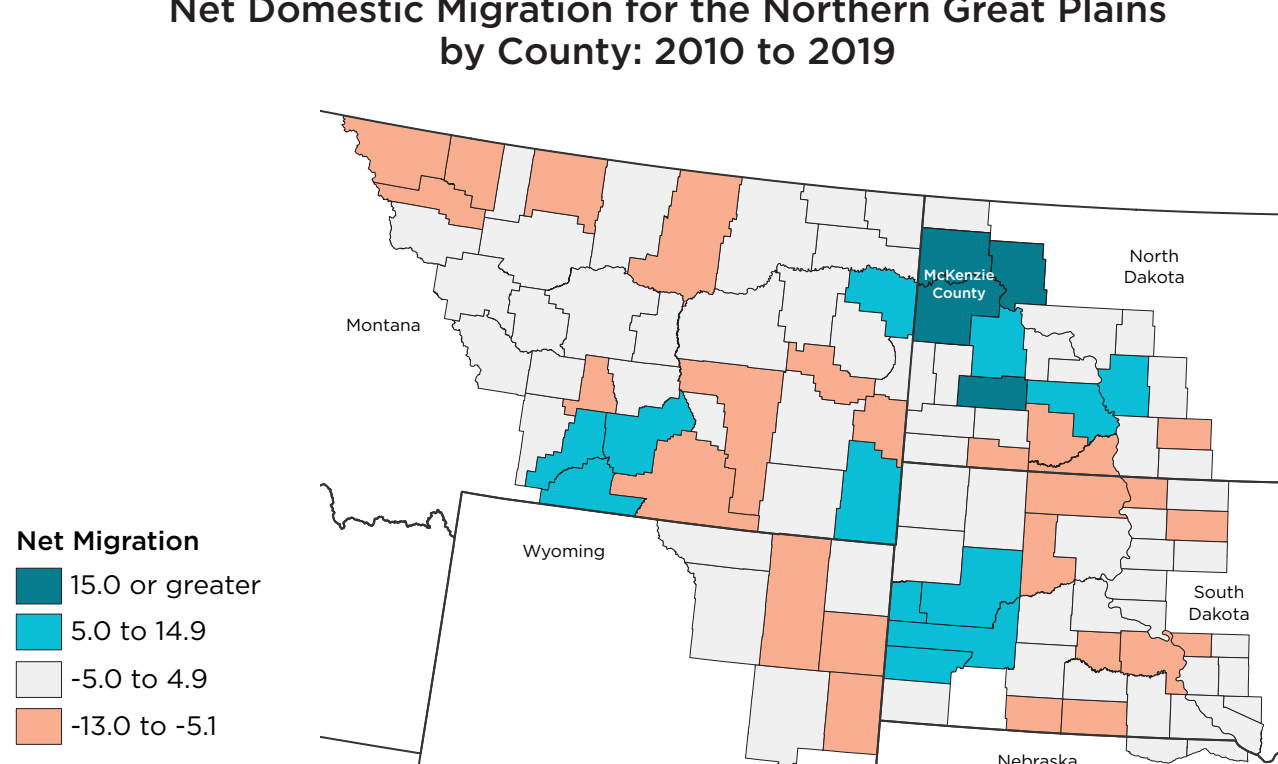 Net Domestic Migration for the Northern Great Plains
by County: 2010 to 2019
North
Dakota
McKenzie
County
Montana
Net Migration
15.0 or greater
5.0 to 14.9
-5.0 to 4.9
-13.0 to -5.1
Wyoming
South
Dakota
Nebraska